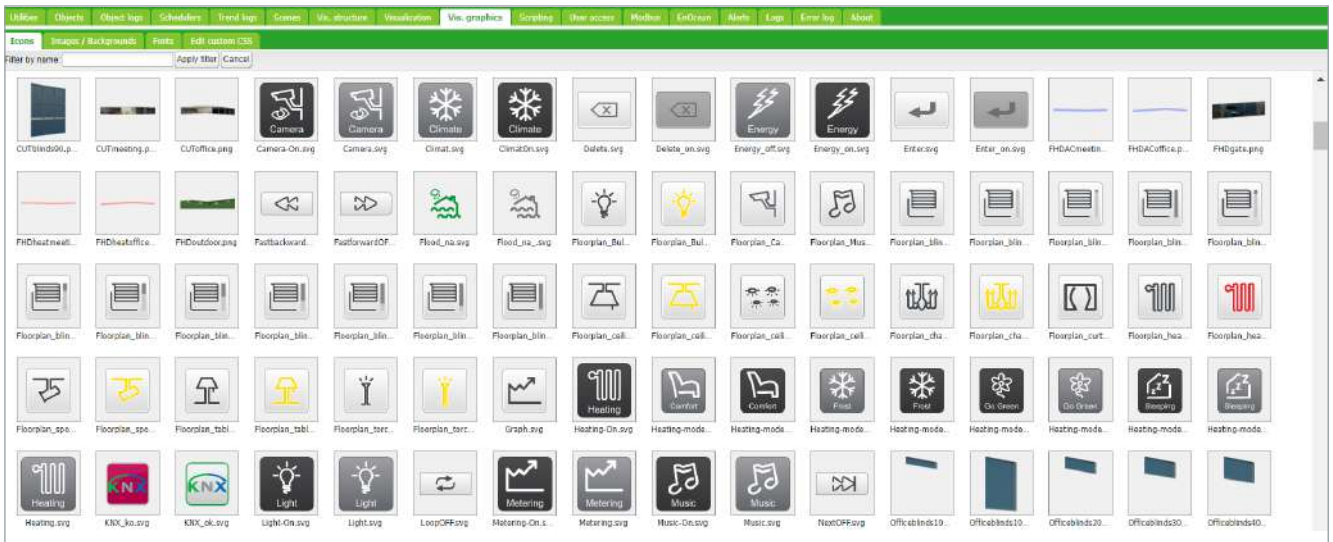 Utilities Objects Object logs Schedulers Trend logs Scenes Vis. structure Visualization Vis. graphics Scripting User access Modbus EnOcean Alerts Logs Error log About
Icons Images / Backgrounds Fonts Edit custom CSS
Filter by name: Apply filter Cancel
Camera Camera Climate Climate Energy Energy
CUTblinds90.p... CUTmeeting.p... CUToffice.png Camera-On.svg Camera.svg Climat.svg ClimatOn.svg Delete.svg Delete_on.svg Energy_off.svg Energy_on.svg Enter.svg Enter_on.svg FHDACmeetin... FHDACoffice.p... FHDgate.png
FHDheatmeeti... FHDheatoffice... FHDoutdoor.png Fastbackward... FastforwardOF... Flood_na.svg Flood_na_.svg Floorplan_Bul... Floorplan_Bul... Floorplan_Ca... Floorplan_Mus... Floorplan_blin... Floorplan_blin... Floorplan_blin... Floorplan_blin... Floorplan_blin...
Floorplan_blin... Floorplan_blin... Floorplan_blin... Floorplan_blin... Floorplan_blin... Floorplan_blin... Floorplan_blin... Floorplan_ceil... Floorplan_ceil... Floorplan_ceil... Floorplan_ceil... Floorplan_cha... Floorplan_cha... Floorplan_curt... Floorplan_hea... Floorplan_hea...
Heating Comfort Comfort Frost Frost Go Green Go Green Sleeping Sleeping
Floorplan_spo... Floorplan_spo... Floorplan_tabl... Floorplan_tabl... Floorplan_torc... Floorplan_torc... Graph.svg Heating-On.svg Heating-mode... Heating-mode... Heating-mode... Heating-mode... Heating-mode... Heating-mode... Heating-mode... Heating-mode...
Heating KNX KNX Light Light Metering Metering Music Music
Heating.svg KNX_ko.svg KNX_ok.svg Light-On.svg Light.svg LoopOFF.svg Metering-On.s... Metering.svg Music-On.svg Music.svg NextOFF.svg Officeblinds10... Officeblinds10... Officeblinds20... Officeblinds30... Officeblinds40...